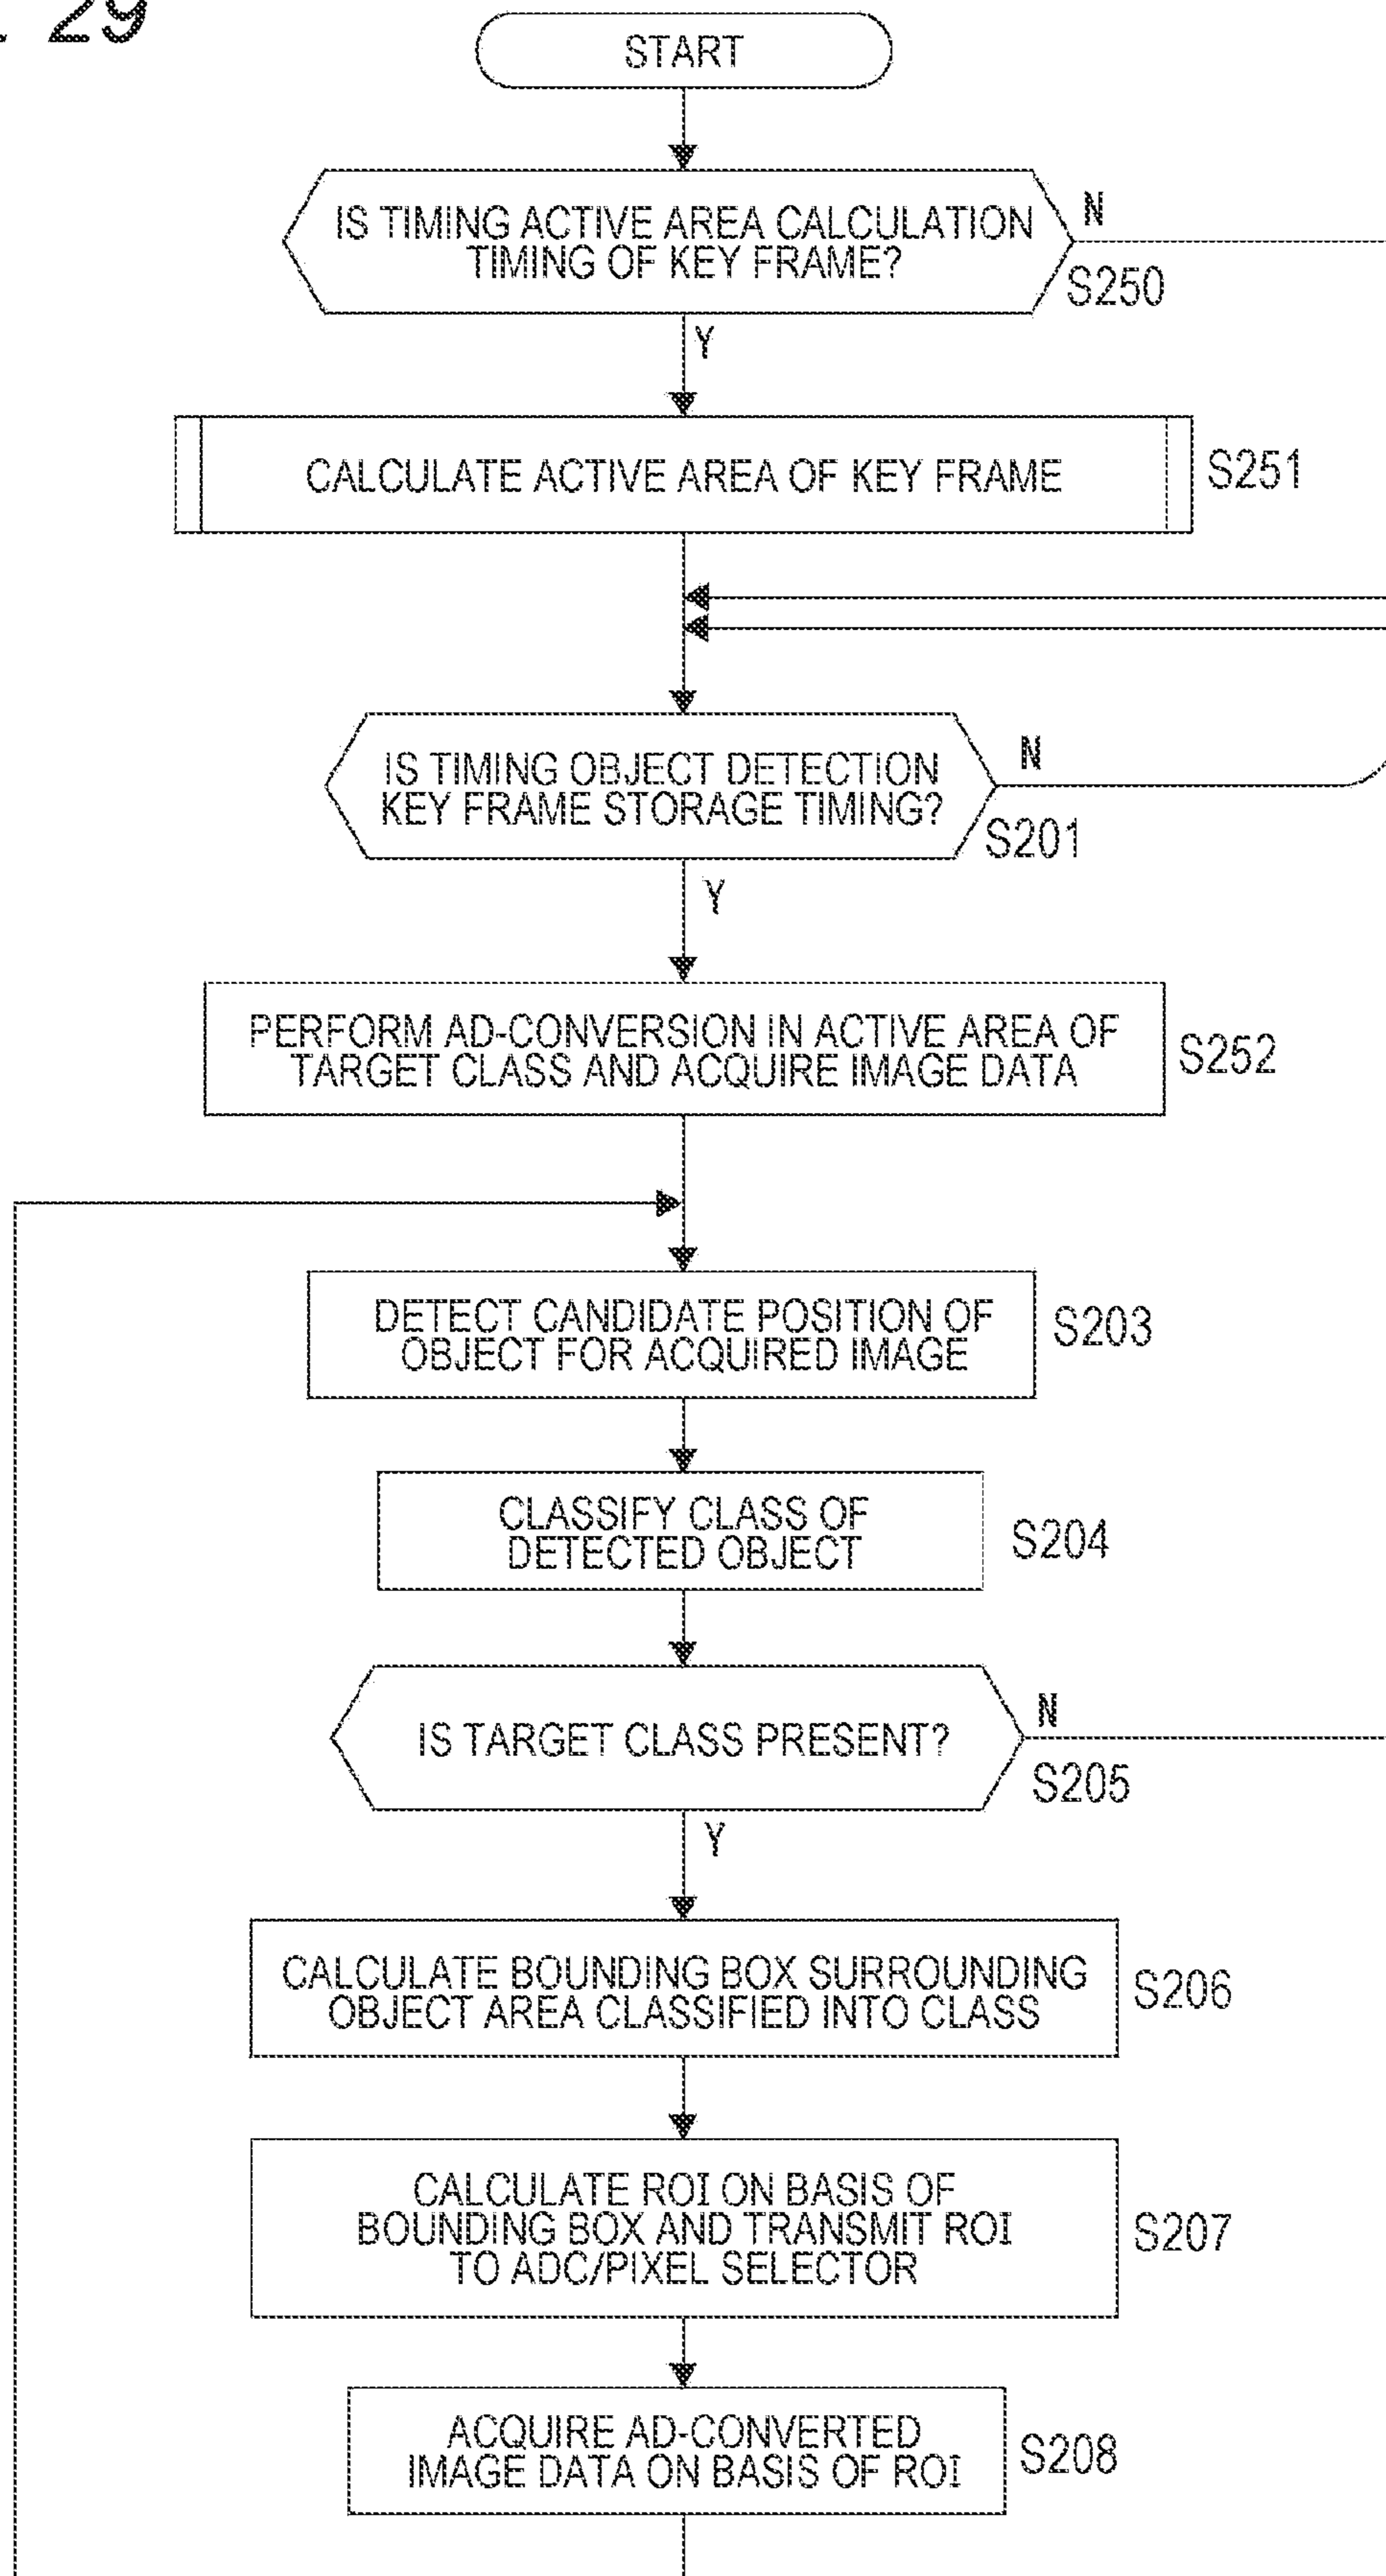 29
START
IS TIMING ACTIVE AREA CALCULATION
TIMING OF KEY FRAME?
N
S250
Y
CALCULATE ACTIVE AREA OF KEY FRAME
S251
IS TIMING OBJECT DETECTION
KEY FRAME STORAGE TIMING?
N
S201
Y
PERFORM AD-CONVERSION IN ACTIVE AREA OF
TARGET CLASS AND ACQUIRE IMAGE DATA
S252
DETECT CANDIDATE POSITION OF
OBJECT FOR ACQUIRED IMAGE
S203
CLASSIFY CLASS OF
DETECTED OBJECT
S204
IS TARGET CLASS PRESENT?
N
S205
Y
CALCULATE BOUNDING BOX SURROUNDING
OBJECT AREA CLASSIFIED INTO CLASS
S206
CALCULATE ROI ON BASIS OF
BOUNDING BOX AND TRANSMIT ROI
TO ADC/PIXEL SELECTOR
S207
ACQUIRE AD-CONVERTED
IMAGE DATA ON BASIS OF ROI
S208